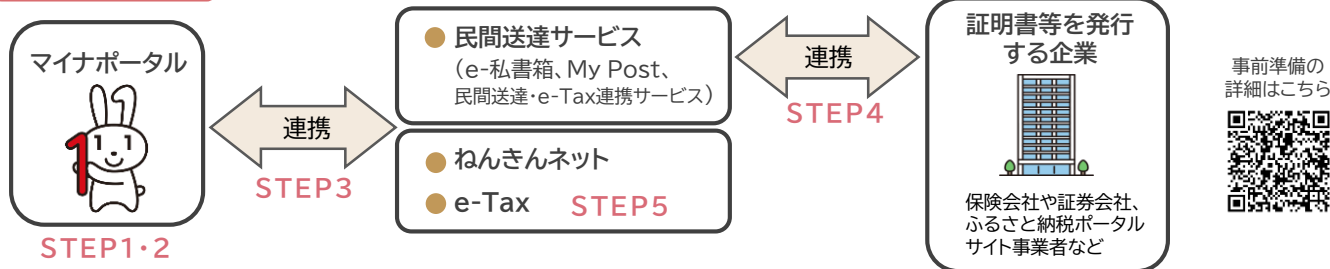 マイナポータル
1
STEP1・2
連携
STEP3
民間送達サービス
（e-私書箱、My Post、
民間送達・e-Tax連携サービス）
ねんきんネット
e-Tax STEP5
連携
STEP4
証明書等を発行
する企業
保険会社や証券会社、
ふるさと納税ポータル
サイト事業者など
事前準備の
詳細はこちら